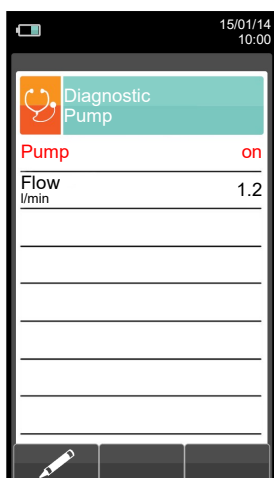 15/01/14
10:00
Diagnostic
Pump
Pump on
Flow 1.2
l/min